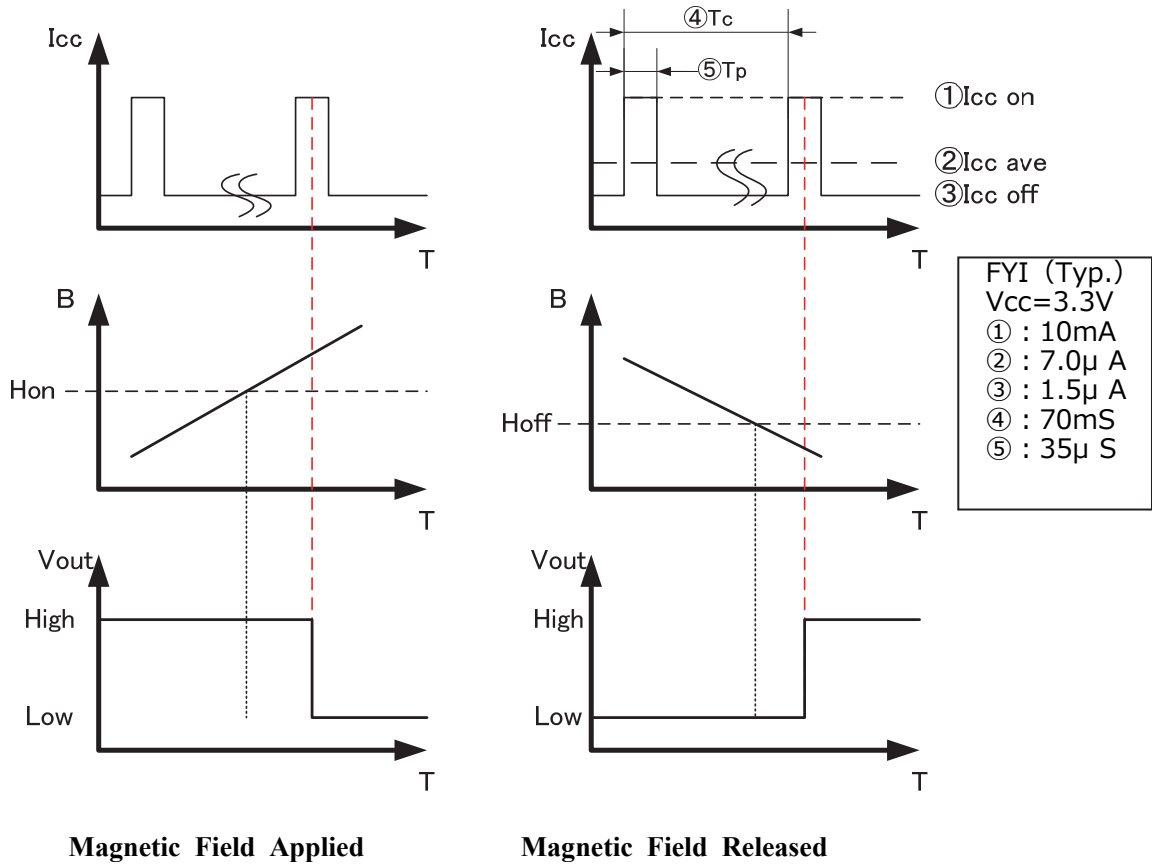 Icc
T
Icc
④Tc
⑤Tp
①Icc on
②Icc ave
③Icc off
T
B
Hon
T
B
Hoff
T
FYI (Typ.)
Vcc=3.3V
① : 10mA
② : 7.0μ A
③ : 1.5μ A
④ : 70mS
⑤ : 35μ S
Vout
High
Low
T
Vout
High
Low
T
Magnetic Field Applied
Magnetic Field Released